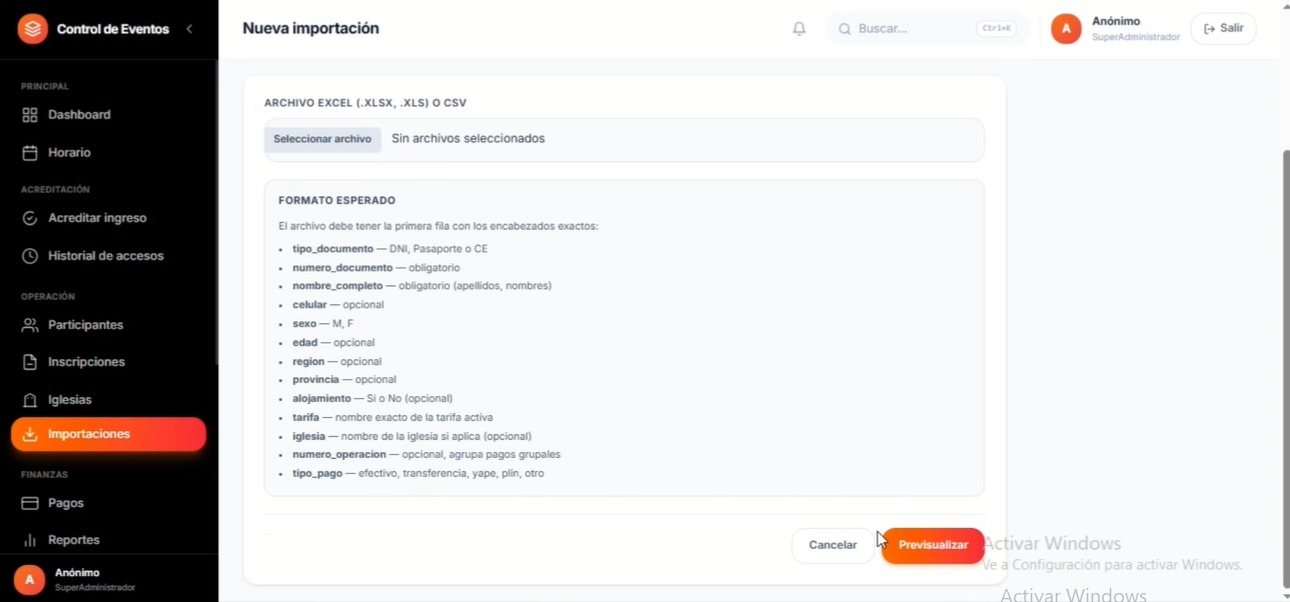 Control de Eventos
PRINCIPAL
Dashboard
Horario
ACREDITACIÓN
Acreditar ingreso
Historial de accesos
OPERACIÓN
Participantes
Inscripciones
Iglesias
Importaciones
FINANZAS
Pagos
Reportes
A
Anónimo
SuperAdministrador
Nueva importación
Buscar...
Ctrl+K
A
Anónimo
SuperAdministrador
Salir
ARCHIVO EXCEL (.XLSX, .XLS) O CSV
Seleccionar archivo Sin archivos seleccionados
FORMATO ESPERADO
El archivo debe tener la primera fila con los encabezados exactos:
• tipo_documento — DNI, Pasaporte o CE
• numero_documento — obligatorio
• nombre_completo — obligatorio (apellidos, nombres)
• celular — opcional
• sexo — M, F
• edad — opcional
• region — opcional
• provincia — opcional
• alojamiento — Sí o No (opcional)
• tarifa — nombre exacto de la tarifa activa
• iglesia — nombre de la iglesia si aplica (opcional)
• numero_operacion — opcional, agrupa pagos grupales
• tipo_pago — efectivo, transferencia, yape, plin, otro
Cancelar
Previsualizar
Activar Windows
Ve a Configuración para activar Windows.
Activar Windows